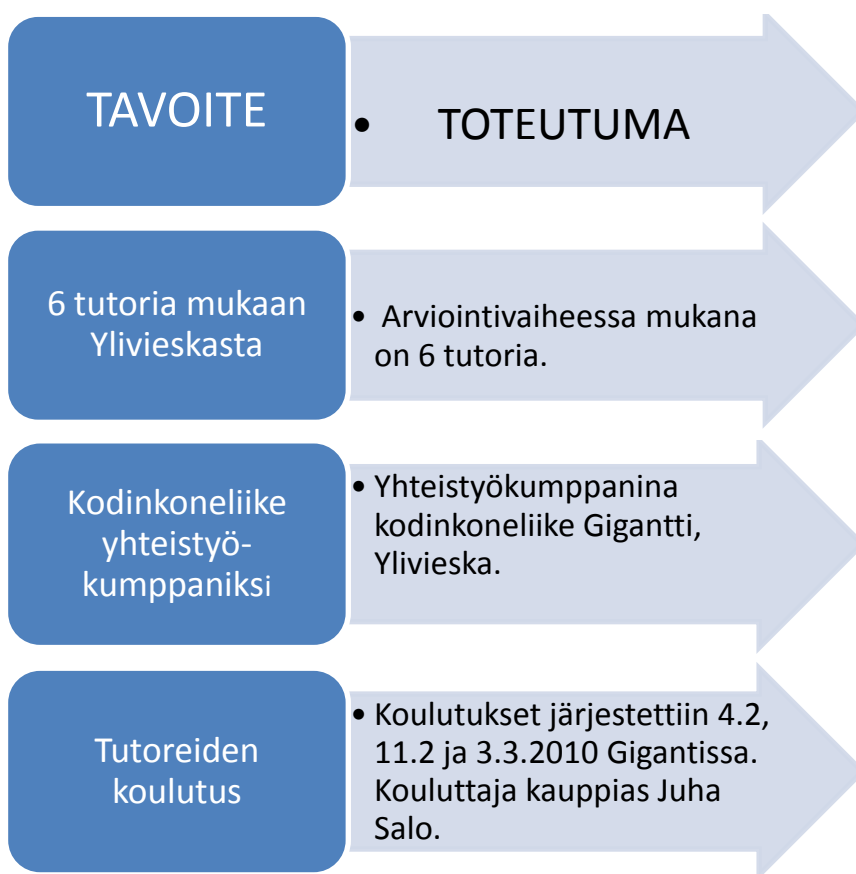 TAVOITE
• TOTEUTUMA
6 tutoria mukaan
Ylivieskasta
• Arviointivaiheessa mukana
on 6 tutoria.
Kodinkoneliike
yhteistyö-
kumppaniksi
• Yhteistyökumppanina
kodinkoneliike Gigantti,
Ylivieska.
Tutoreiden
koulutus
• Koulutukset järjestettiin 4.2,
11.2 ja 3.3.2010 Gigantissa.
Kouluttaja kauppias Juha
Salo.